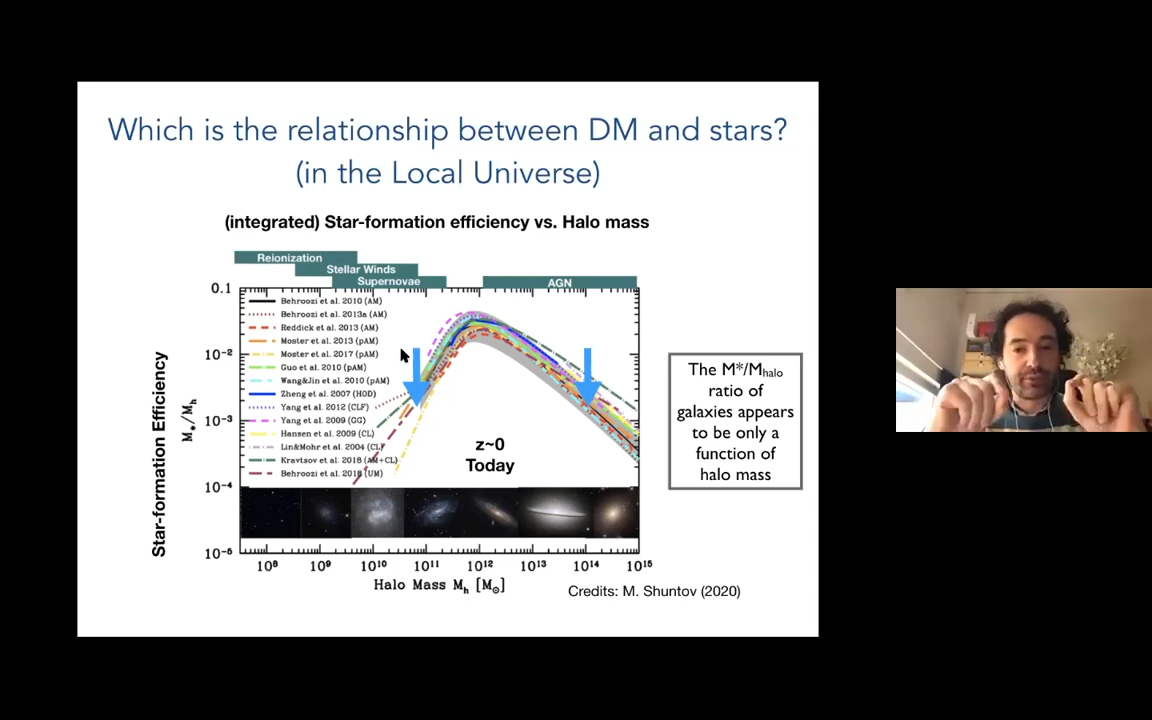 Which is the relationship between DM and stars?
(in the Local Universe)
(integrated) Star-formation efficiency vs. Halo mass
Reionization
Stellar Winds
Supernovae
AGN
0.1
10⁻²
10⁻³
10⁻⁴
10⁻⁵
Star-formation Efficiency
M*/Mh
Behroozi et al. 2010 (AM)
Behroozi et al. 2013a (AM)
Reddick et al. 2013 (AM)
Moster et al. 2013 (pAM)
Moster et al. 2017 (pAM)
Guo et al. 2010 (pAM)
Wang&Jin et al. 2010 (pAM)
Zheng et al. 2007 (HOD)
Yang et al. 2012 (CLF)
Yang et al. 2009 (GG)
Hansen et al. 2009 (CL)
Lin&Mohr et al. 2004 (CL)
Kravtsov et al. 2018 (AM+CL)
Behroozi et al. 2018 (UM)
z~0
Today
10⁸ 10⁹ 10¹⁰ 10¹¹ 10¹² 10¹³ 10¹⁴ 10¹⁵
Halo Mass Mh [M⊙]
Credits: M. Shuntov (2020)
The M*/Mhalo
ratio of
galaxies appears
to be only a
function of
halo mass